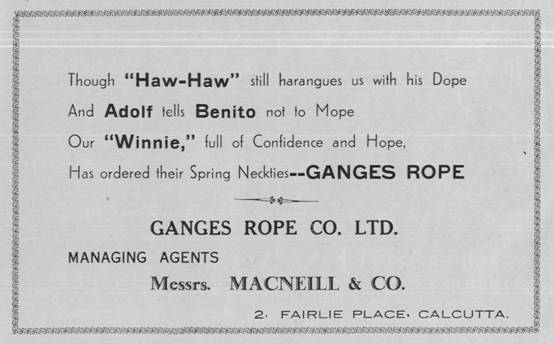 Though "Haw-Haw" still harangues us with his Dope
And Adolf tells Benito not to Mope
Our "Winnie," full of Confidence and Hope,
Has ordered their Spring Neckties--GANGES ROPE
GANGES ROPE CO. LTD.
MANAGING AGENTS
Messrs. MACNEILL & CO.
2, FAIRLIE PLACE, CALCUTTA.